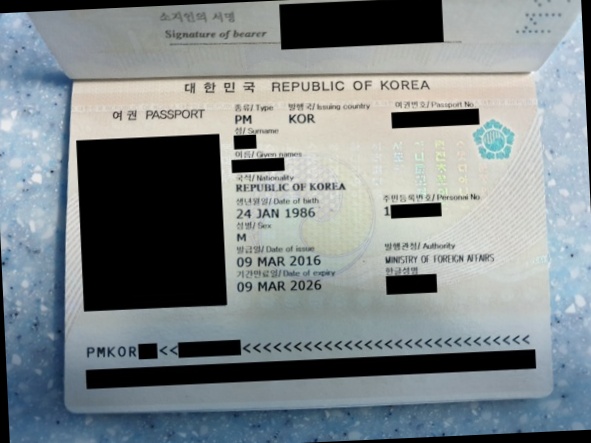 소지인의 서명
Signature of bearer
대한민국 REPUBLIC OF KOREA
여권 PASSPORT
종류/ Type 발행국/ Issuing country 여권번호/ Passport No.
PM KOR
성/ Surname
이름/ Given names
국적/ Nationality
REPUBLIC OF KOREA
생년월일/ Date of birth 주민등록번호/ Personal No.
24 JAN 1986 1
성별/ Sex
M
발급일/ Date of issue 발행관청/ Authority
09 MAR 2016 MINISTRY OF FOREIGN AFFAIRS
기간만료일/ Date of expiry 한글성명
09 MAR 2026
PMKOR <<  <<<<<<<<<<<<<<<<<<<<<<<<<<<<<